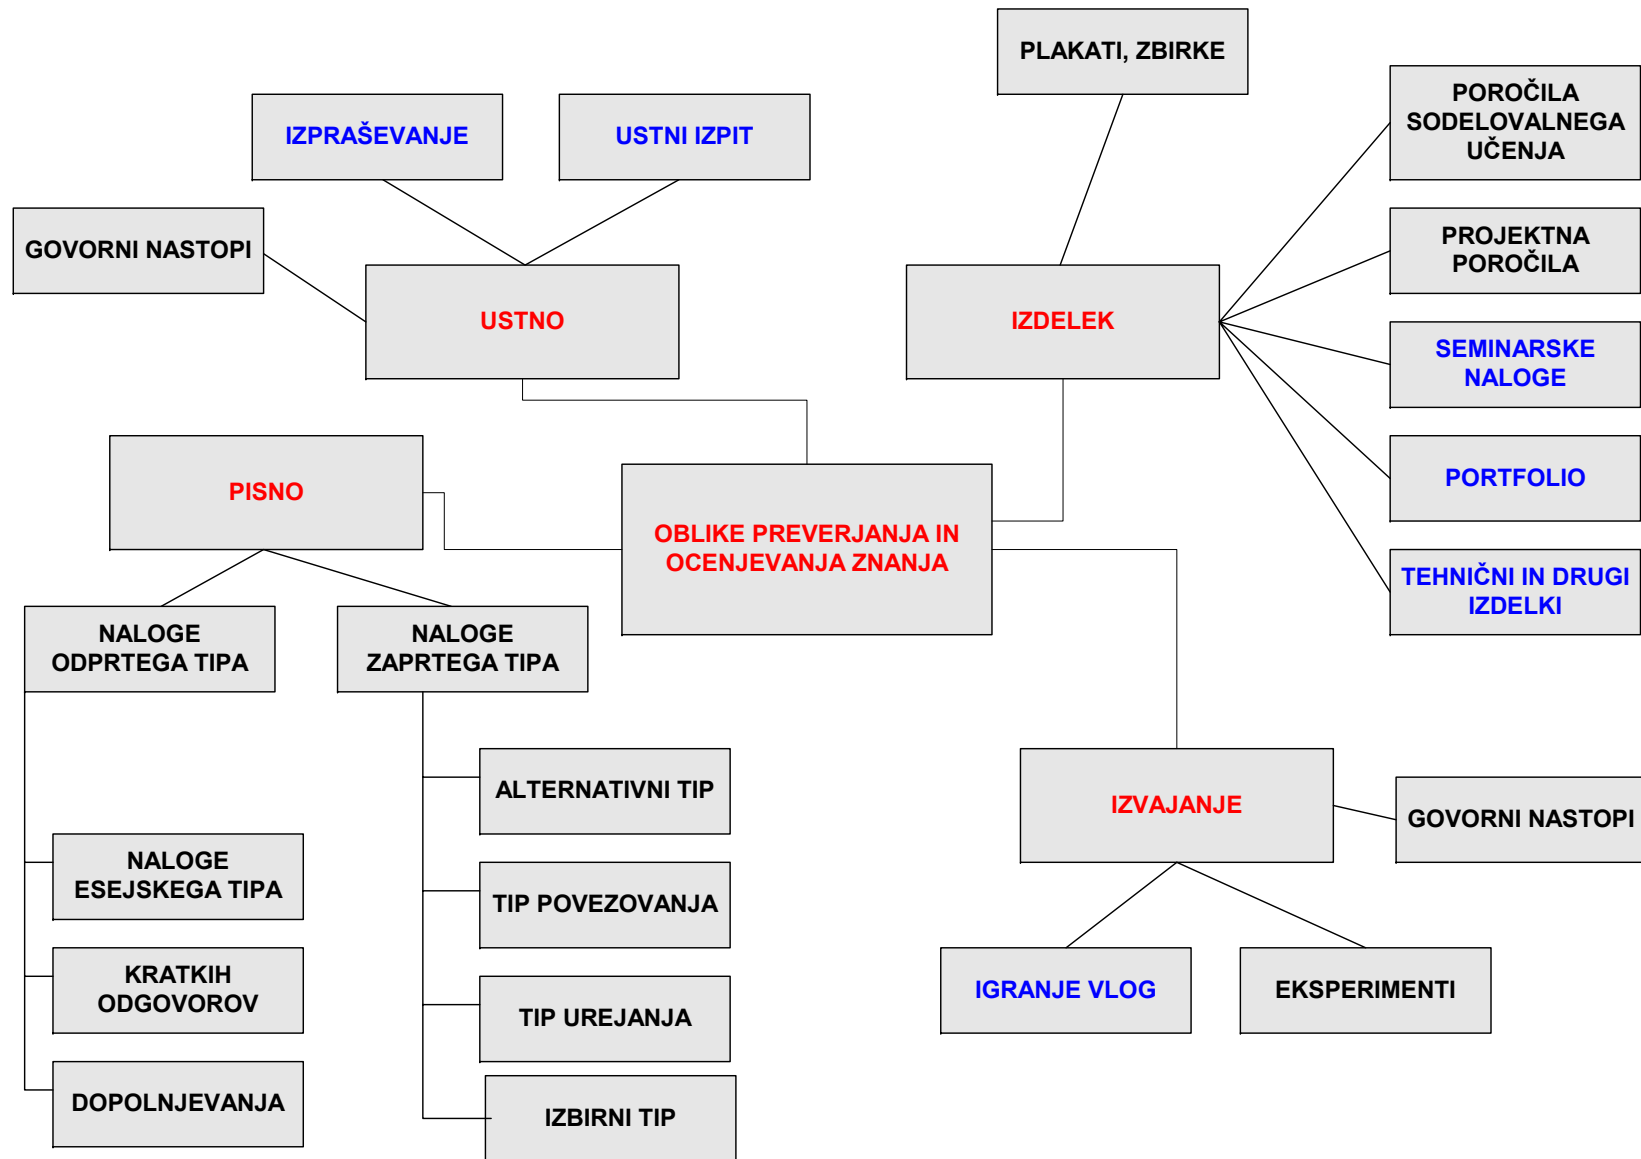 PLAKATI, ZBIRKE
POROČILA
SODELOVALNEGA
UČENJA
IZPRAŠEVANJE
USTNI IZPIT
GOVORNI NASTOPI
PROJEKTNA
POROČILA
USTNO
IZDELEK
SEMINARSKE
NALOGE
PISNO
PORTFOLIO
OBLIKE PREVERJANJA IN
OCENJEVANJA ZNANJA
TEHNIČNI IN DRUGI
IZDELKI
NALOGE
ODPRTEGA TIPA
NALOGE
ZAPRTEGA TIPA
ALTERNATIVNI TIP
IZVAJANJE
GOVORNI NASTOPI
NALOGE
ESEJSKEGA TIPA
TIP POVEZOVANJA
KRATKIH
ODGOVOROV
TIP UREJANJA
IGRANJE VLOG
EKSPERIMENTI
DOPOLNJEVANJA
IZBIRNI TIP